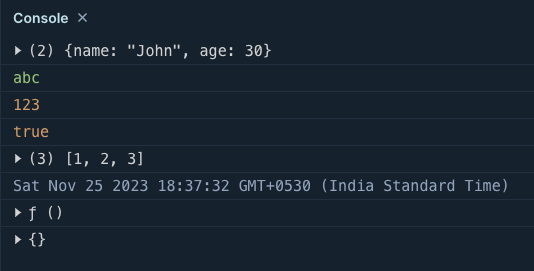 Console ×
▸ (2) {name: "John", age: 30}
abc
123
true
▸ (3) [1, 2, 3]
Sat Nov 25 2023 18:37:32 GMT+0530 (India Standard Time)
▸ ƒ ()
▸ {}